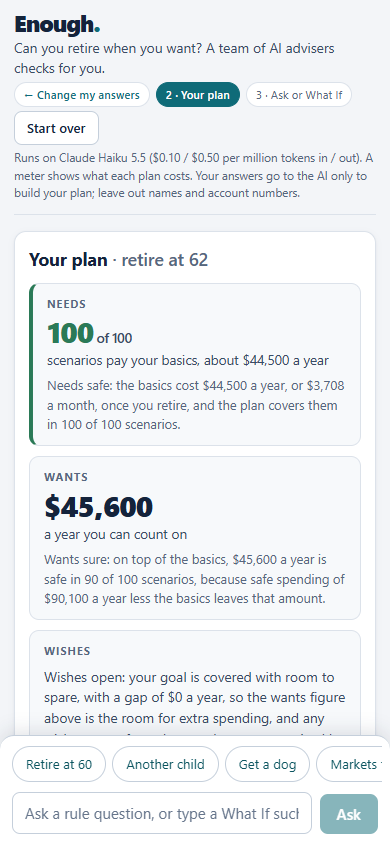 Enough.
Can you retire when you want? A team of AI advisers
checks for you.
← Change my answers
2 · Your plan
3 · Ask or What If
Start over
Runs on Claude Haiku 5.5 ($0.10 / $0.50 per million tokens in / out). A
meter shows what each plan costs. Your answers go to the AI only to
build your plan; leave out names and account numbers.
Your plan · retire at 62
NEEDS
100 of 100
scenarios pay your basics, about $44,500 a year
Needs safe: the basics cost $44,500 a year, or $3,708
a month, once you retire, and the plan covers them
in 100 of 100 scenarios.
WANTS
$45,600
a year you can count on
Wants sure: on top of the basics, $45,600 a year is
safe in 90 of 100 scenarios, because safe spending of
$90,100 a year less the basics leaves that amount.
WISHES
Wishes open: your goal is covered with room to
spare, with a gap of $0 a year, so the wants figure
above is the room for extra spending, and any
Retire at 60
Another child
Get a dog
Markets
Ask a rule question, or type a What If such
Ask